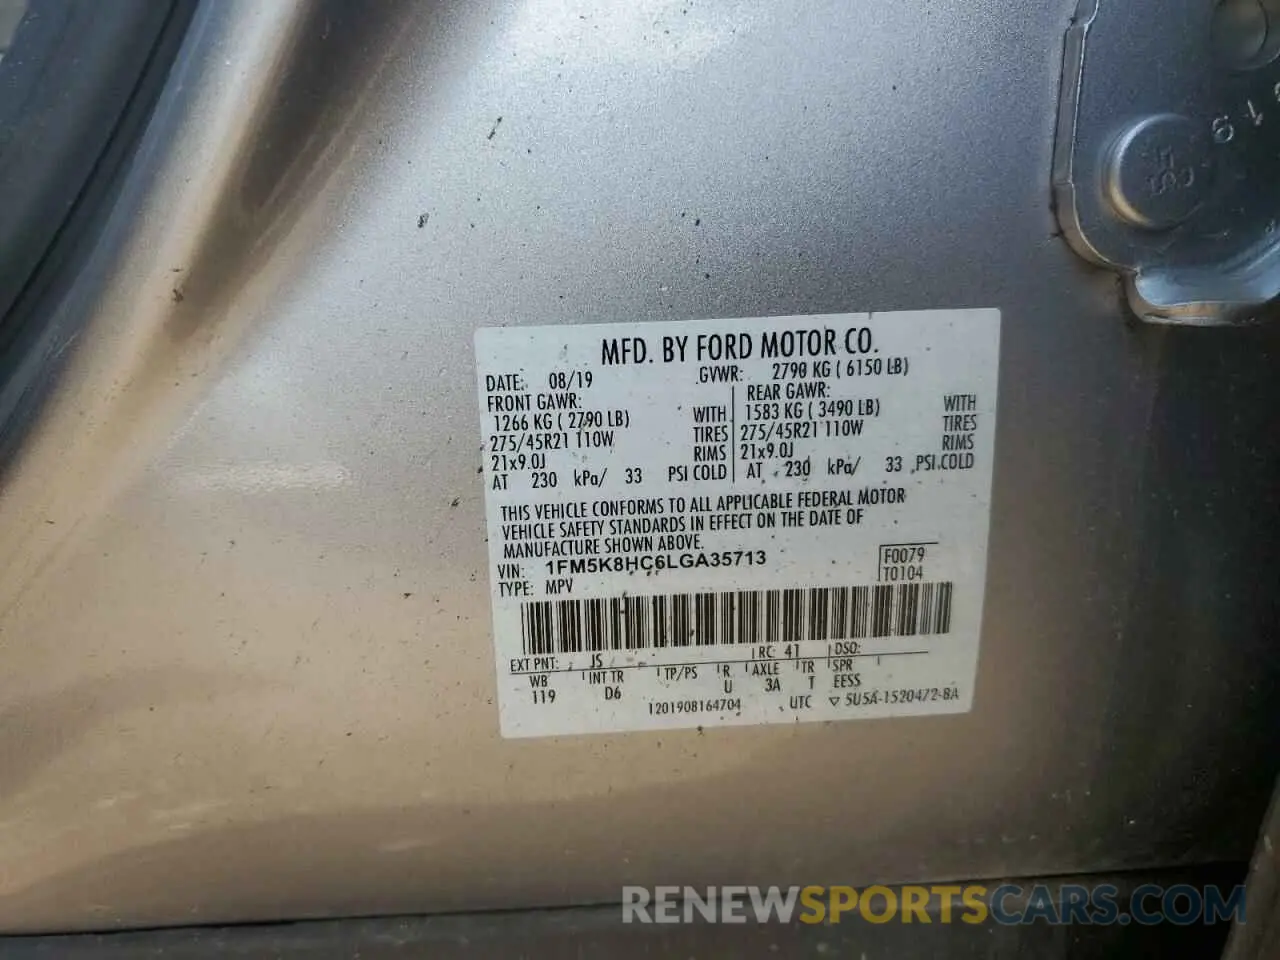 919
MFD. BY FORD MOTOR CO.
DATE: 08/19 GVWR: 2790 KG ( 6150 LB)
FRONT GAWR: REAR GAWR:
1266 KG ( 2790 LB) WITH 1583 KG ( 3490 LB) WITH
275/45R21 110W TIRES 275/45R21 110W TIRES
21x9.0J RIMS 21x9.0J RIMS
AT 230 kPa/ 33 PSI COLD AT 230 kPa/ 33 PSI COLD
THIS VEHICLE CONFORMS TO ALL APPLICABLE FEDERAL MOTOR
VEHICLE SAFETY STANDARDS IN EFFECT ON THE DATE OF
MANUFACTURE SHOWN ABOVE.
VIN: 1FM5K8HC6LGA35713 F0079
TYPE: MPV T0104
EXT PNT: JS RC: 41 DSO:
WB INT TR TP/PS R AXLE TR SPR
119 D6 U 3A T EESS
1201908164704 UTC ▽ 5U5A-1520472-BA
RENEWSPORTSCARS.COM